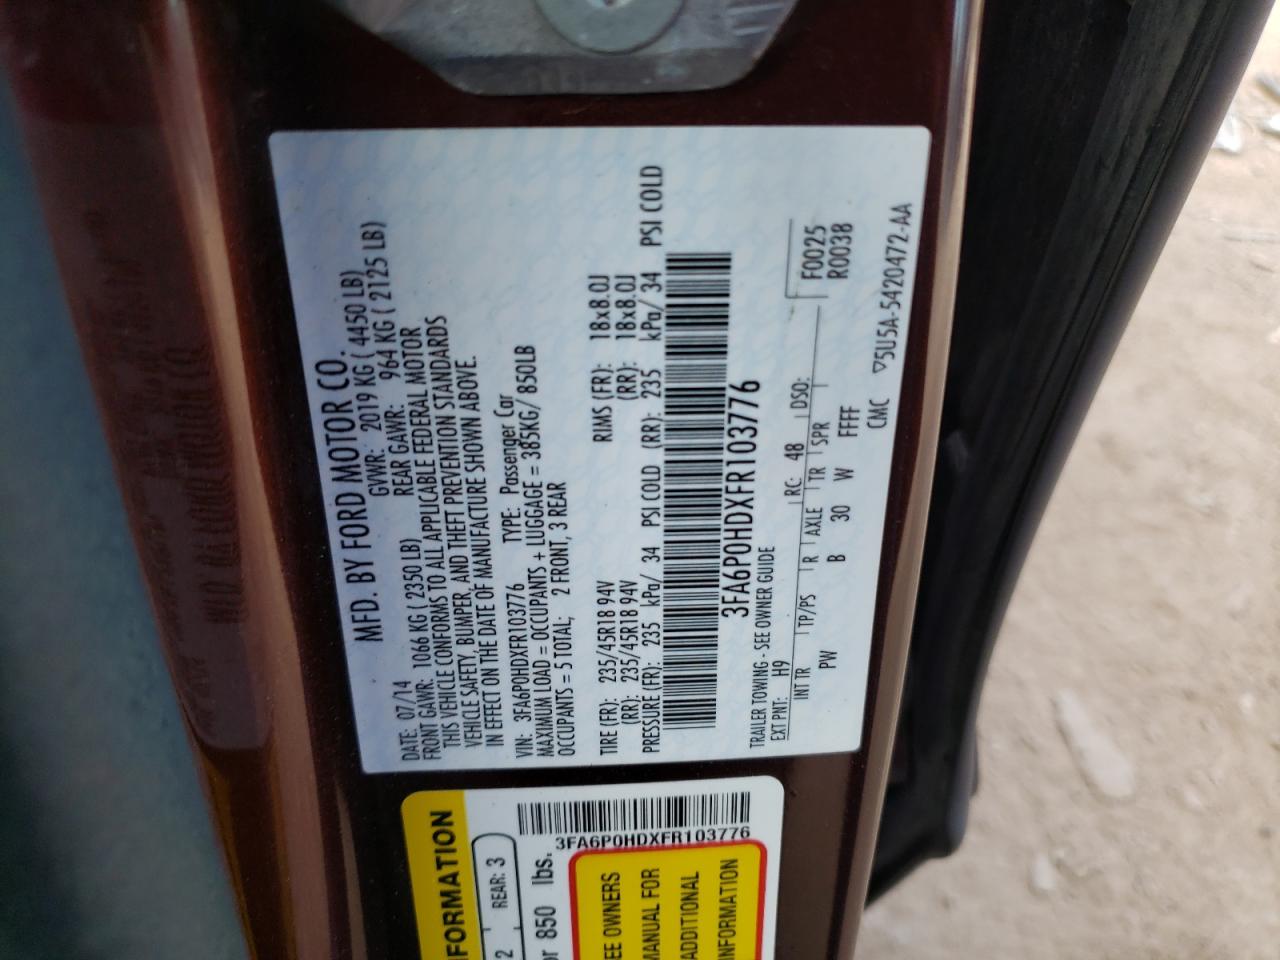 MFD. BY FORD MOTOR CO.
DATE: 07/14 GVWR: 2019 KG ( 4450 LB)
FRONT GAWR: 1066 KG ( 2350 LB) REAR GAWR: 964 KG ( 2125 LB)
THIS VEHICLE CONFORMS TO ALL APPLICABLE FEDERAL MOTOR
VEHICLE SAFETY, BUMPER, AND THEFT PREVENTION STANDARDS
IN EFFECT ON THE DATE OF MANUFACTURE SHOWN ABOVE.
VIN: 3FA6P0HDXFR103776 TYPE: Passenger Car
MAXIMUM LOAD = OCCUPANTS + LUGGAGE = 385KG/ 850LB
OCCUPANTS = 5 TOTAL; 2 FRONT, 3 REAR
TIRE (FR): 235/45R18 94V RIMS (FR): 18x8.0J
(RR): 235/45R18 94V (RR): 18x8.0J
PRESSURE (FR): 235 kPa/ 34 PSI COLD (RR): 235 kPa/ 34 PSI COLD
3FA6P0HDXFR103776
TRAILER TOWING - SEE OWNER GUIDE
EXT PNT: H9 RC: 48 DSO: F0025
INT TR TP/PS R AXLE TR SPR R0038
PW B 30 W FFFF
CMC ▽5U5A-5420472-AA
FORMATION
2 REAR: 3
or 850 lbs.
3FA6P0HDXFR103776
EE OWNERS
MANUAL FOR
ADDITIONAL
INFORMATION